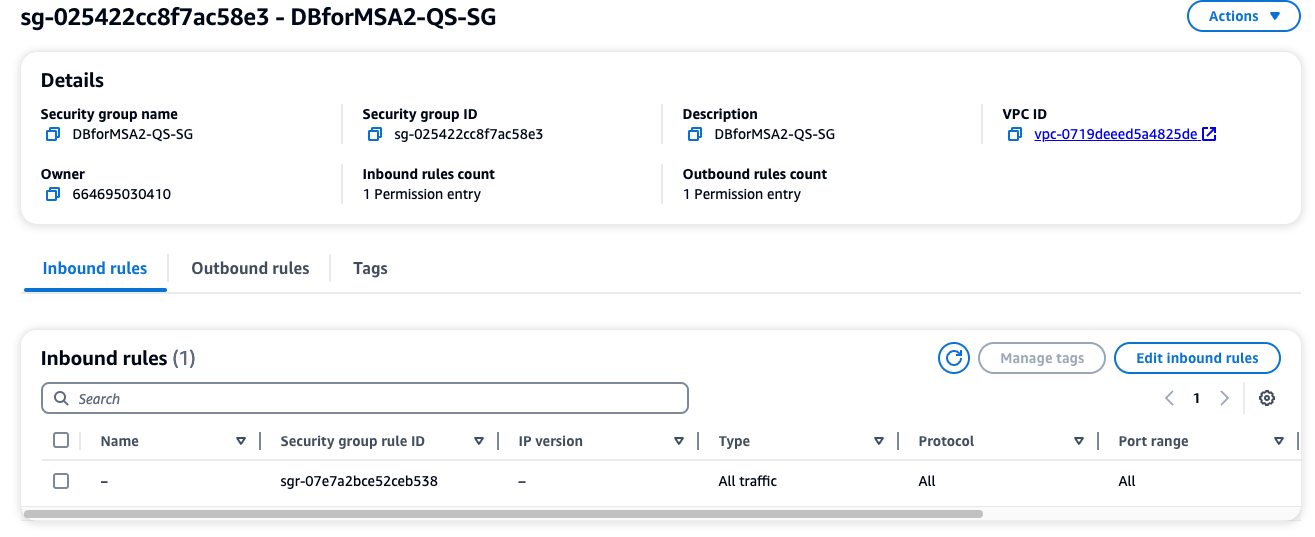 sg-025422cc8f7ac58e3 - DBforMSA2-QS-SG
Actions
Details
Security group name
DBforMSA2-QS-SG
Security group ID
sg-025422cc8f7ac58e3
Description
DBforMSA2-QS-SG
VPC ID
vpc-0719deeed5a4825de
Owner
664695030410
Inbound rules count
1 Permission entry
Outbound rules count
1 Permission entry
Inbound rules
Outbound rules
Tags
Inbound rules (1)
Manage tags
Edit inbound rules
Search
1
Name
Security group rule ID
IP version
Type
Protocol
Port range
–
sgr-07e7a2bce52ceb538
–
All traffic
All
All